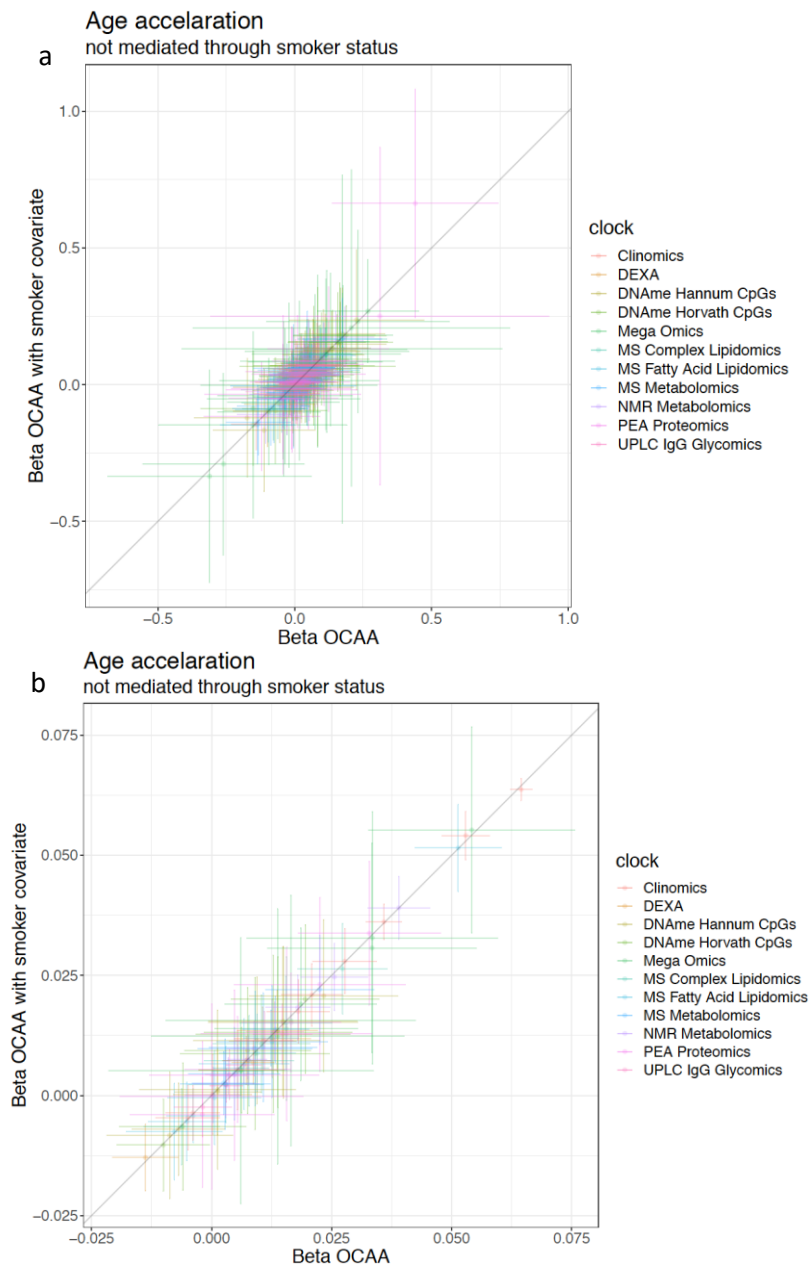 Age accelaration
not mediated through smoker status
a
1.0
0.5
0.0
−0.5
Beta OCAA with smoker covariate
−0.5
0.0
0.5
1.0
Beta OCAA
clock
Clinomics
DEXA
DNAme Hannum CpGs
DNAme Horvath CpGs
Mega Omics
MS Complex Lipidomics
MS Fatty Acid Lipidomics
MS Metabolomics
NMR Metabolomics
PEA Proteomics
UPLC IgG Glycomics
Age accelaration
not mediated through smoker status
b
0.075
0.050
0.025
0.000
−0.025
Beta OCAA with smoker covariate
−0.025
0.000
0.025
0.050
0.075
Beta OCAA
clock
Clinomics
DEXA
DNAme Hannum CpGs
DNAme Horvath CpGs
Mega Omics
MS Complex Lipidomics
MS Fatty Acid Lipidomics
MS Metabolomics
NMR Metabolomics
PEA Proteomics
UPLC IgG Glycomics